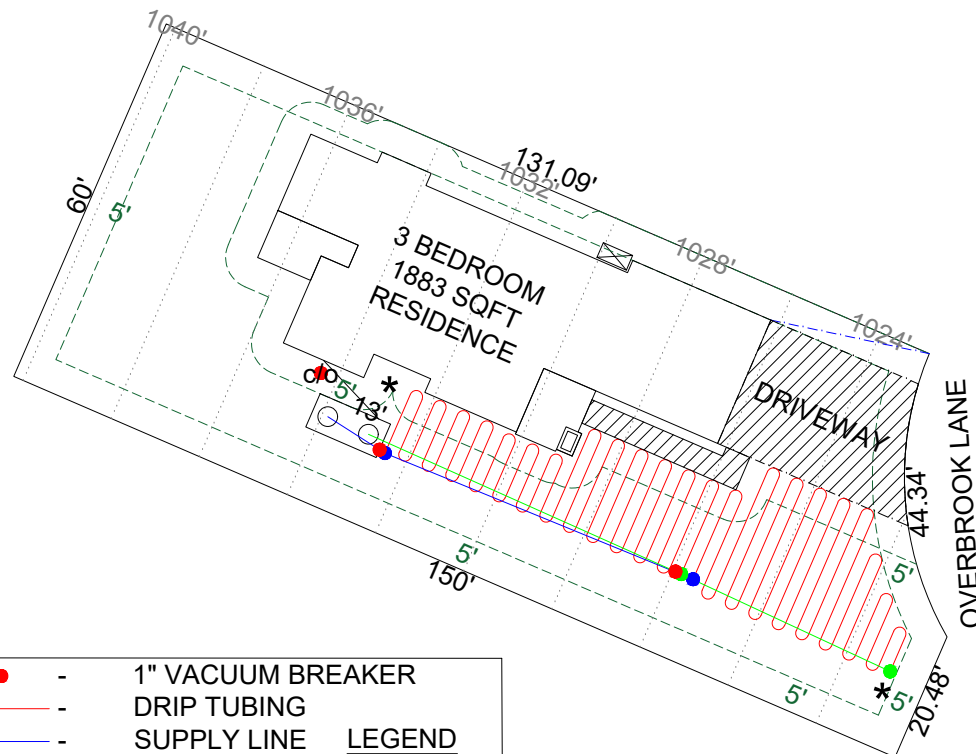 1040'
1036'
131.09'
1032'
60'
5'
3 BEDROOM
1883 SQFT
RESIDENCE
1028'
1024'
c/o
5'
*
13'
DRIVEWAY
OVERBROOK LANE
44.34'
5'
150'
5'
5'
*
5'
20.48'
- 1" VACUUM BREAKER
- DRIP TUBING
- SUPPLY LINE LEGEND